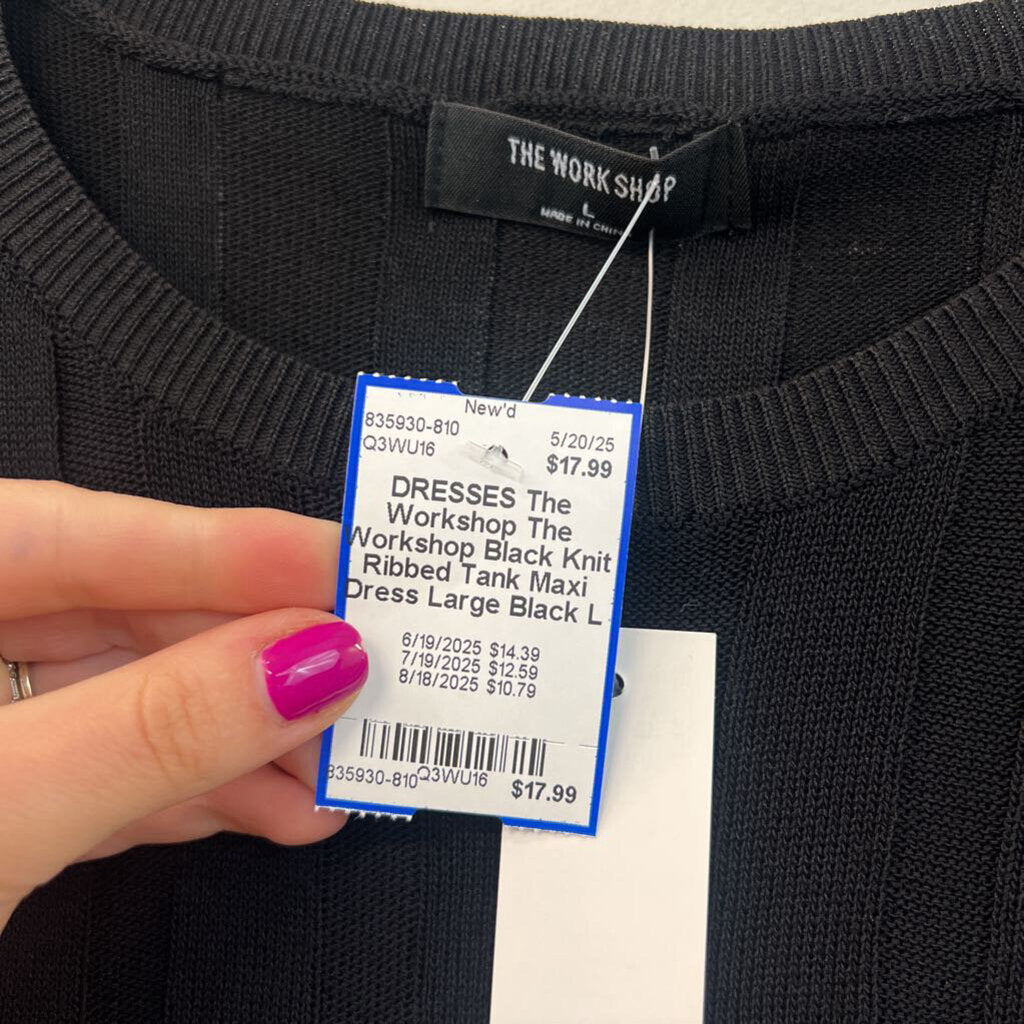 THE WORK SHOP
L
MADE IN CHIN
New'd
835930-810
5/20/25
Q3WU16
$17.99
DRESSES The
Workshop The
Workshop Black Knit
Ribbed Tank Maxi
Dress Large Black L
6/19/2025 $14.39
7/19/2025 $12.59
8/18/2025 $10.79
835930-810 Q3WU16 $17.99